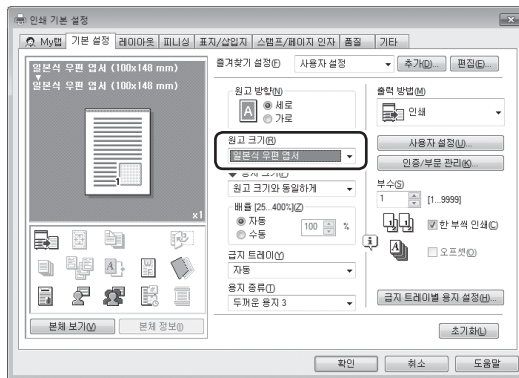 인쇄 기본 설정
My탭 기본 설정 레이아웃 피니싱 표지/삽입지 스탬프/페이지 인자 품질 기타
일본식 우편 엽서 (100x148 mm)
일본식 우편 엽서 (100x148 mm)
1
x1
본체 보기(V) 본체 정보(I)
즐겨찾기 설정(F) 사용자 설정 추가(D)... 편집(E)...
원고 방향(N)
A
세로
가로
원고 크기(R)
일본식 우편 엽서
원고 크기와 동일하게
배율 [25...400%](Z)
자동
수동
100 %
급지 트레이(Y)
자동
용지 종류(T)
두꺼운 용지 3
출력 방법(M)
인쇄
사용자 설정(U)...
인증/부문 관리(K)...
부수(S)
1 [1...9999]
한 부씩 인쇄(C)
오프셋(O)
급지 트레이별 용지 설정(H)...
초기화(L)
확인 취소 도움말